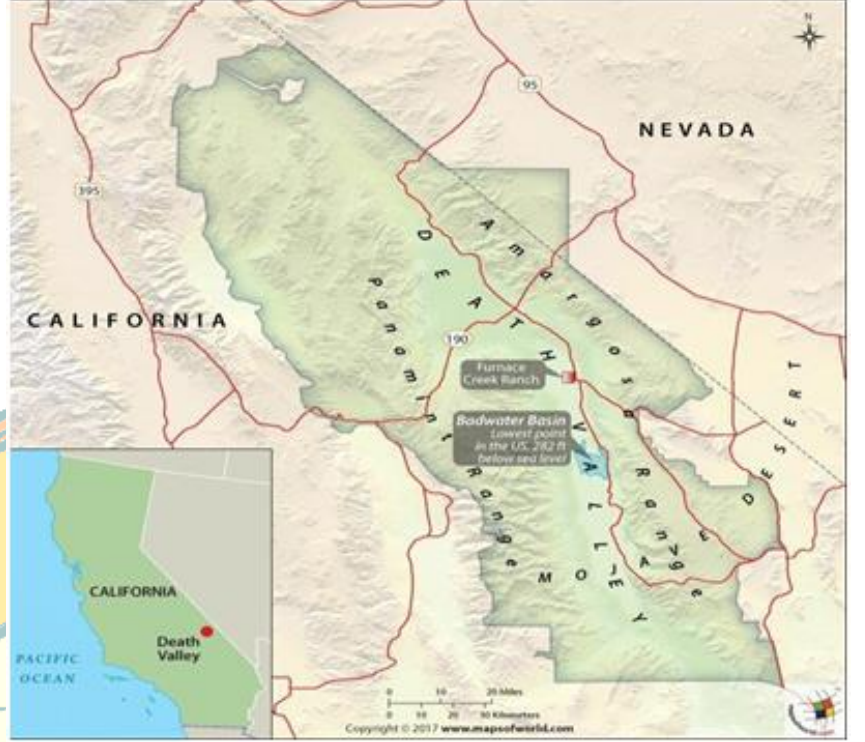 N
95
NEVADA
395
Amargosa Range
DEATH VALLEY
Panamint Range
CALIFORNIA
190
Furnace
Creek Ranch
Badwater Basin
Lowest point
in the US, 282 ft
below sea level
MOJAVE DESERT
CALIFORNIA
Death
Valley
PACIFIC
OCEAN
0 10 20 Miles
0 10 20 30 Kilometers
Copyright © 2017 www.mapsofworld.com